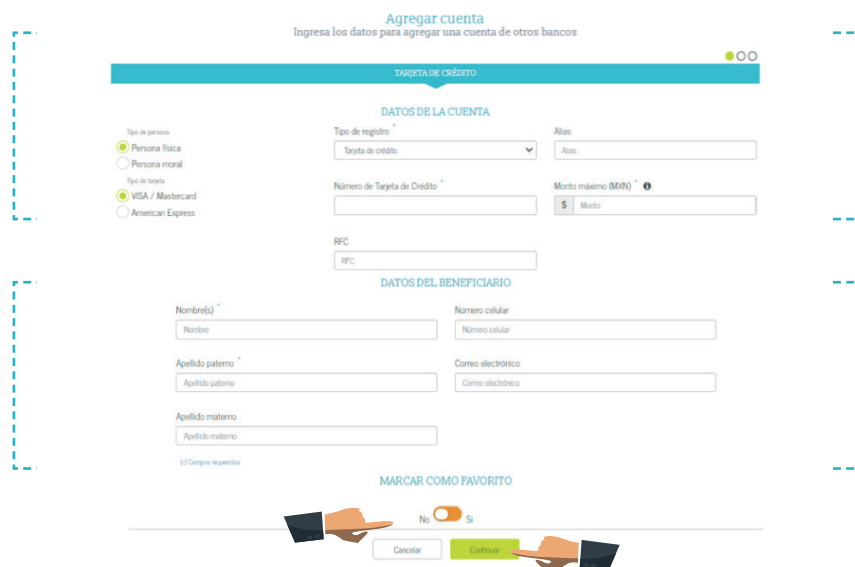 Agregar cuenta
Ingresa los datos para agregar una cuenta de otros bancos
TARJETA DE CRÉDITO
DATOS DE LA CUENTA
Tipo de persona
Persona física
Persona moral
Tipo de tarjeta
VISA / Mastercard
American Express
Tipo de registro *
Tarjeta de crédito
Alias
Alias
Número de Tarjeta de Crédito *
Monto máximo (MXN) *
$ Monto
RFC
RFC
DATOS DEL BENEFICIARIO
Nombre(s) *
Nombre
Número celular
Número celular
Apellido paterno *
Apellido paterno
Correo electrónico
Correo electrónico
Apellido materno
Apellido materno
(*) Campos requeridos
MARCAR COMO FAVORITO
No Si
Cancelar Continuar